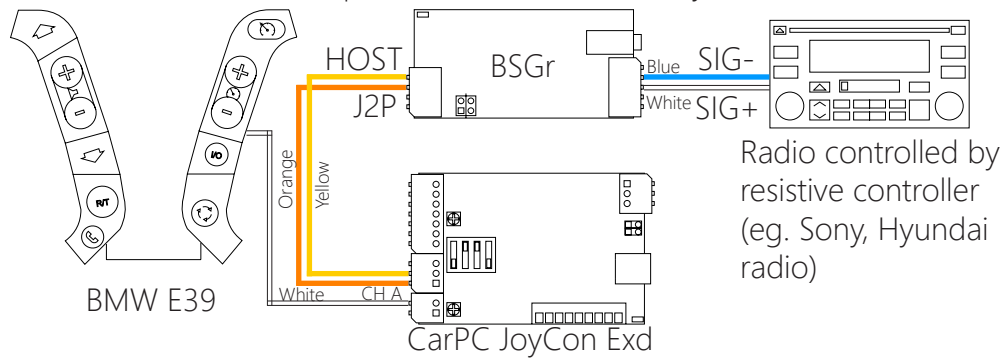 HOST
BSGr
Blue
SIG-
J2P
White
SIG+
R/T
I/O
Orange
Yellow
Radio controlled by
resistive controller
(eg. Sony, Hyundai
radio)
BMW E39
White
CH A
CarPC JoyCon Exd